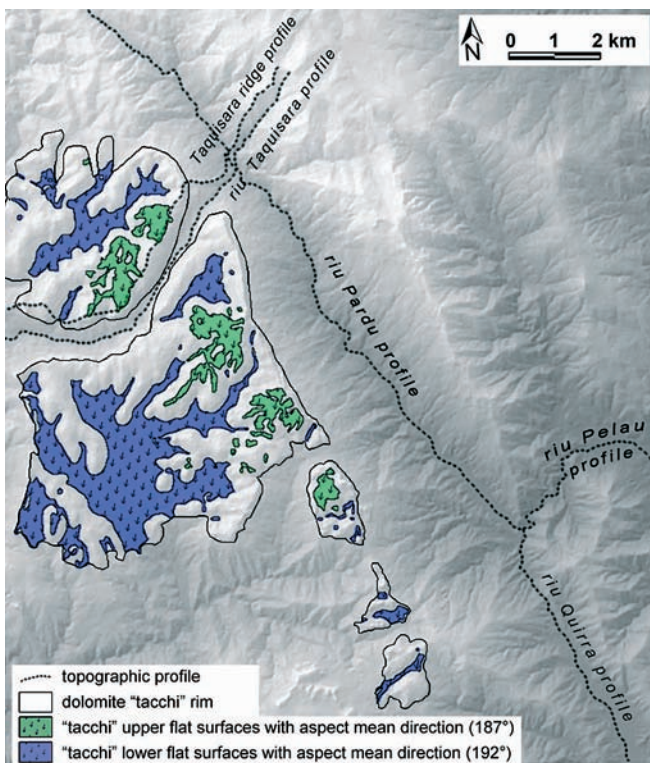 0 1 2 km
N
Taquisara ridge profile
riu Taquisara profile
riu Pardu profile
riu Pelau
profile
riu Quirra profile
topographic profile
dolomite “tacchi” rim
“tacchi” upper flat surfaces with aspect mean direction (187°)
“tacchi” lower flat surfaces with aspect mean direction (192°)